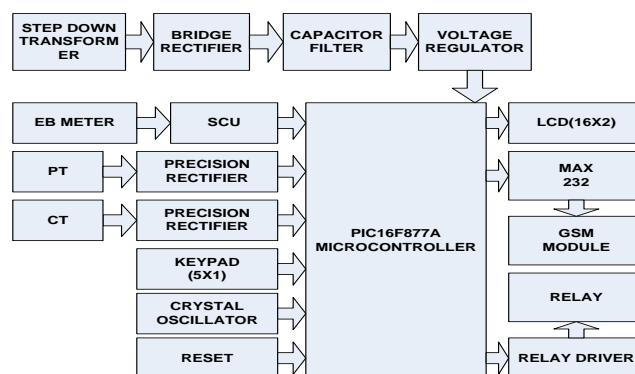 STEP DOWN
TRANSFORM
ER
BRIDGE
RECTIFIER
CAPACITOR
FILTER
VOLTAGE
REGULATOR
EB METER
SCU
LCD(16X2)
PT
PRECISION
RECTIFIER
MAX
232
CT
PRECISION
RECTIFIER
PIC16F877A
MICROCONTROLLER
GSM
MODULE
KEYPAD
(5X1)
RELAY
CRYSTAL
OSCILLATOR
RESET
RELAY DRIVER